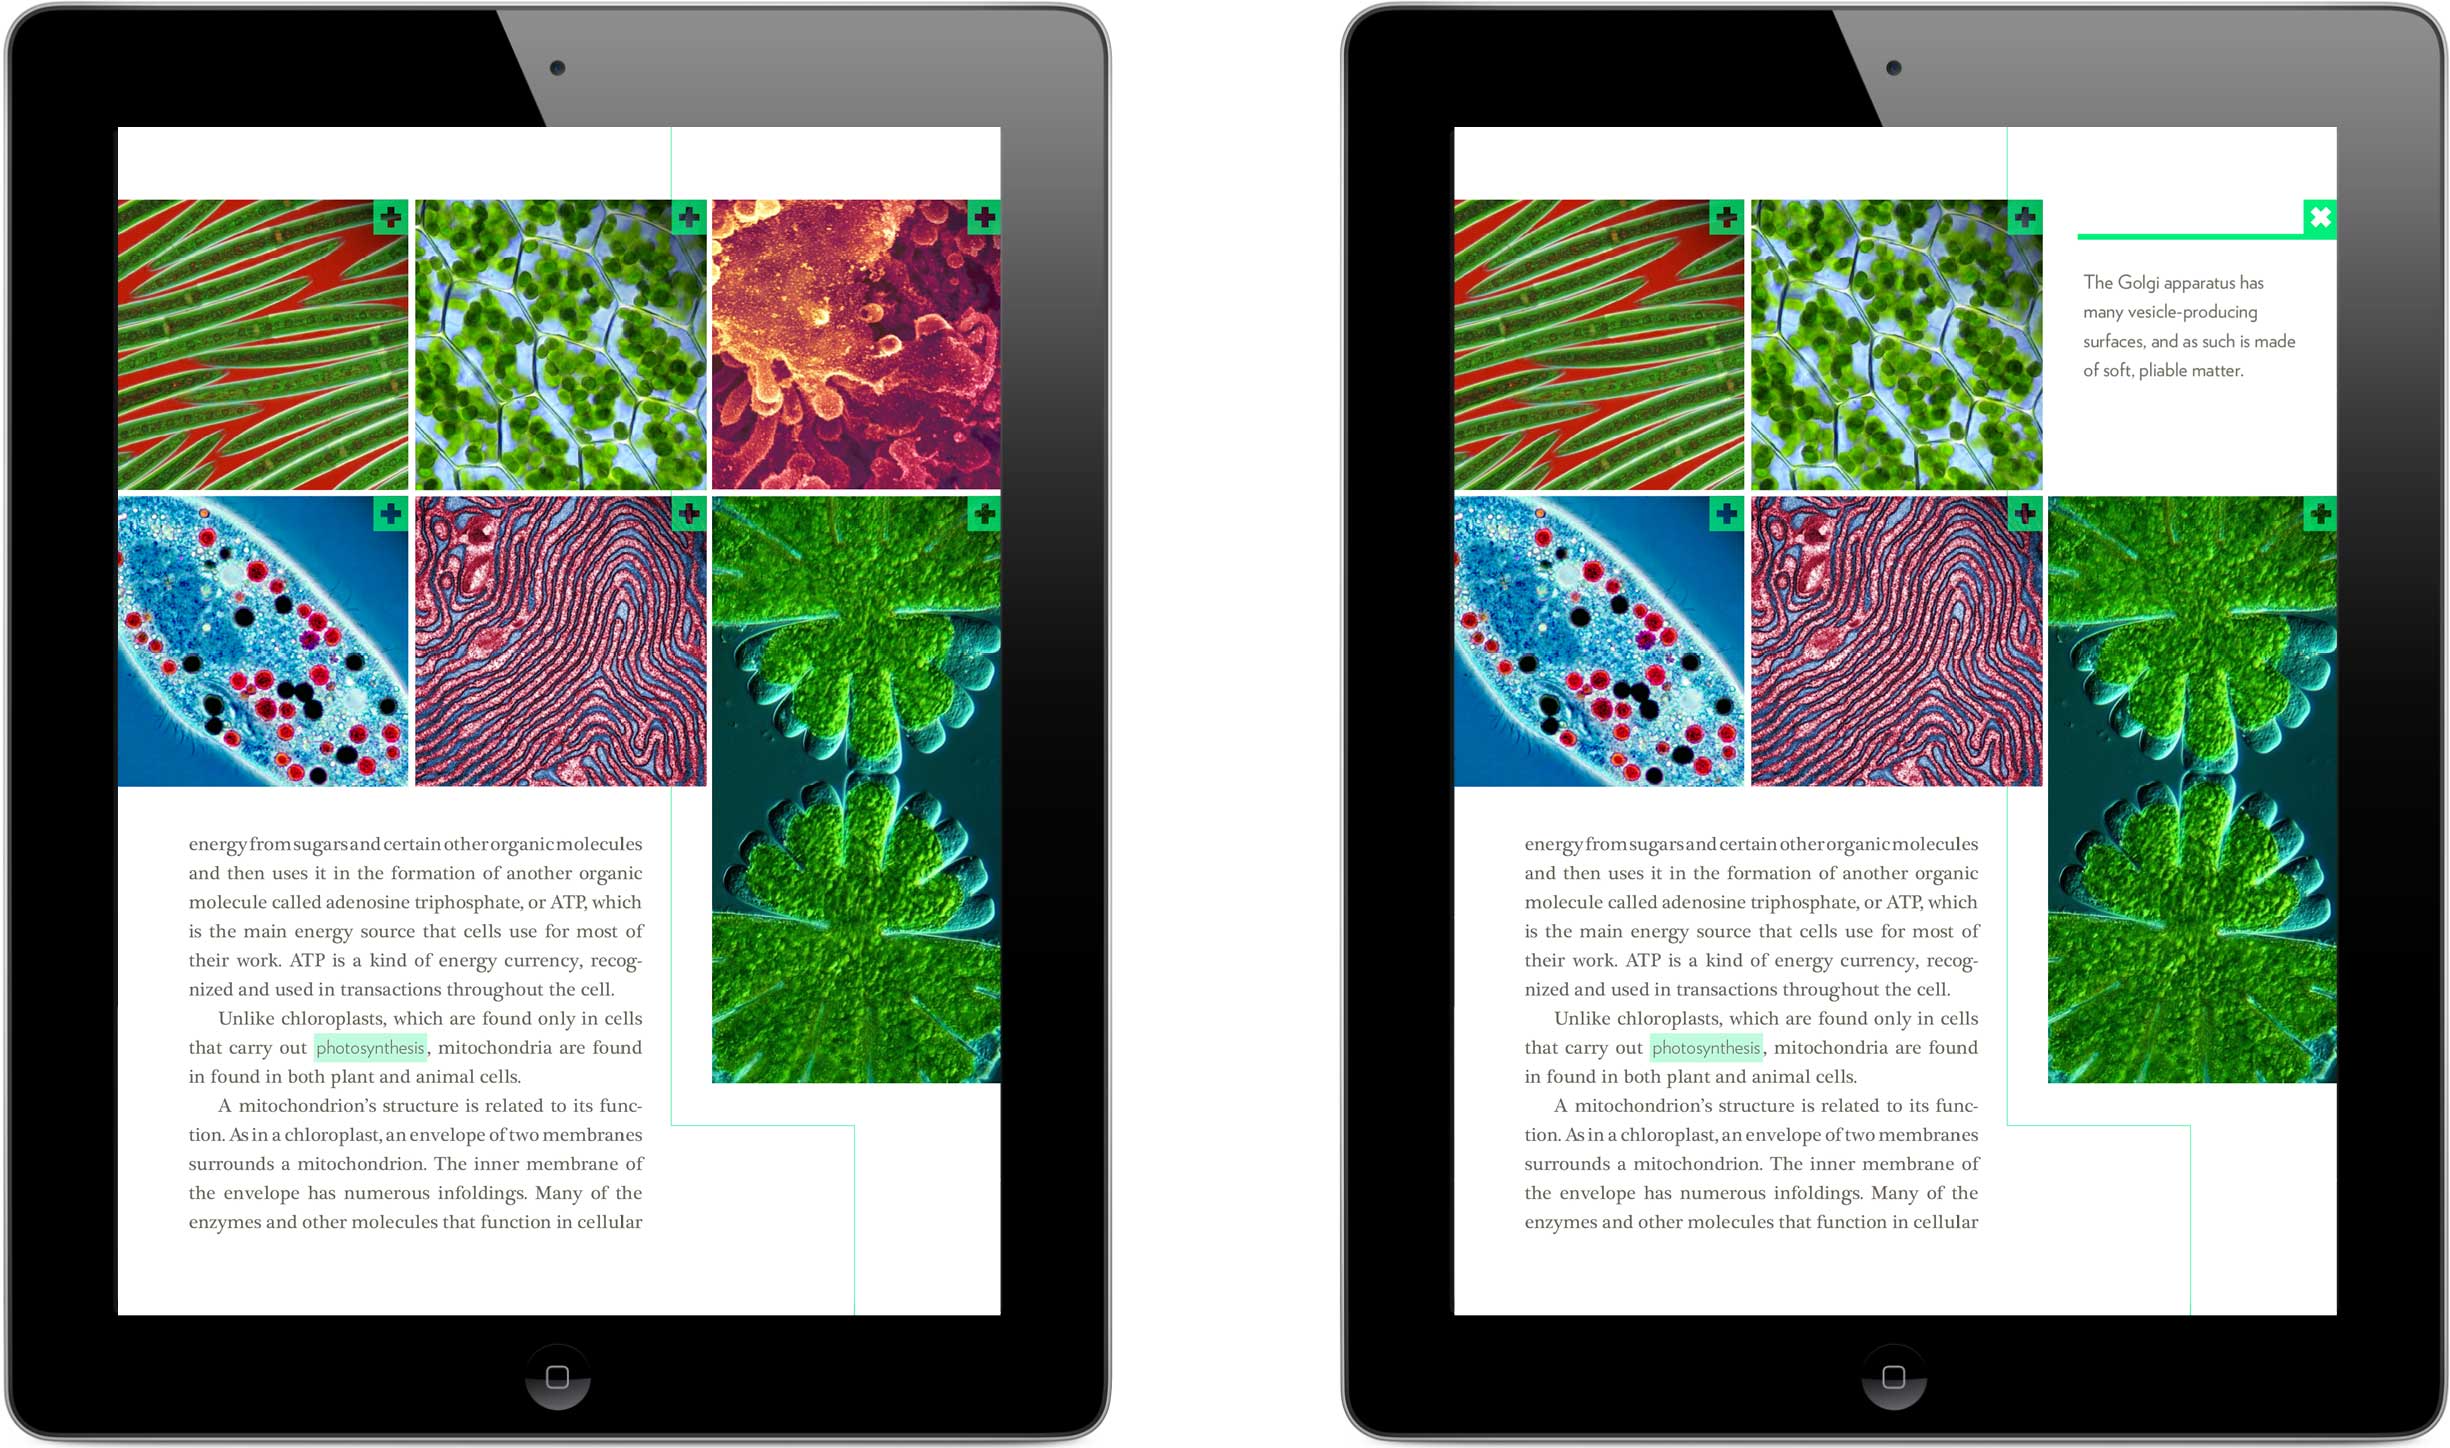 energy from sugars and certain other organic molecules
and then uses it in the formation of another organic
molecule called adenosine triphosphate, or ATP, which
is the main energy source that cells use for most of
their work. ATP is a kind of energy currency, recog-
nized and used in transactions throughout the cell.
Unlike chloroplasts, which are found only in cells
that carry out photosynthesis, mitochondria are found
in found in both plant and animal cells.
A mitochondrion's structure is related to its func-
tion. As in a chloroplast, an envelope of two membranes
surrounds a mitochondrion. The inner membrane of
the envelope has numerous infoldings. Many of the
enzymes and other molecules that function in cellular
The Golgi apparatus has
many vesicle-producing
surfaces, and as such is made
of soft, pliable matter.
energy from sugars and certain other organic molecules
and then uses it in the formation of another organic
molecule called adenosine triphosphate, or ATP, which
is the main energy source that cells use for most of
their work. ATP is a kind of energy currency, recog-
nized and used in transactions throughout the cell.
Unlike chloroplasts, which are found only in cells
that carry out photosynthesis, mitochondria are found
in found in both plant and animal cells.
A mitochondrion's structure is related to its func-
tion. As in a chloroplast, an envelope of two membranes
surrounds a mitochondrion. The inner membrane of
the envelope has numerous infoldings. Many of the
enzymes and other molecules that function in cellular